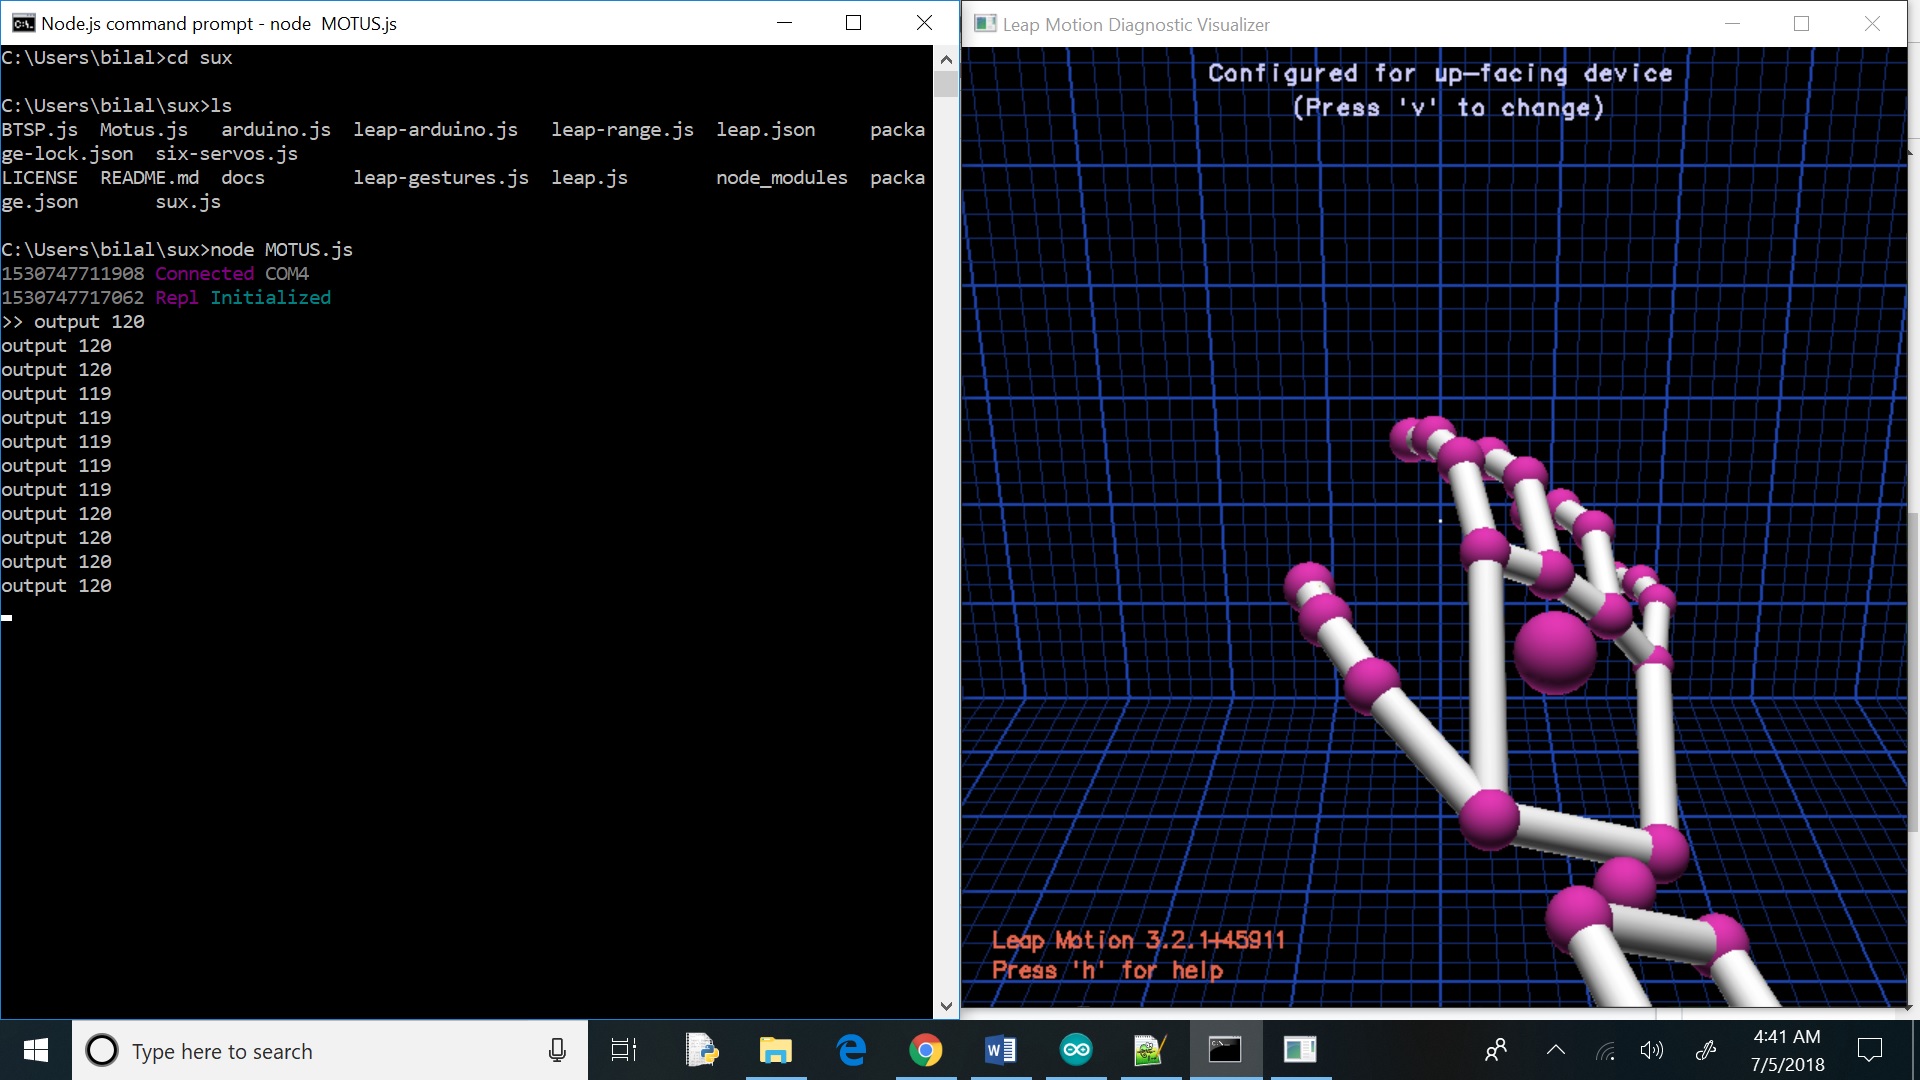 Node.js command prompt - node  MOTUS.js
C:\Users\bilal>cd sux
C:\Users\bilal\sux>ls
BTSP.js  Motus.js   arduino.js  leap-arduino.js   leap-range.js  leap.json     packa
ge-lock.json  six-servos.js
LICENSE  README.md  docs        leap-gestures.js  leap.js        node_modules  packa
ge.json       sux.js
C:\Users\bilal\sux>node MOTUS.js
1530747711908 Connected COM4
1530747717062 Repl Initialized
>> output 120
output 120
output 120
output 119
output 119
output 119
output 119
output 119
output 120
output 120
output 120
output 120
Leap Motion Diagnostic Visualizer
Configured for up-facing device
(Press 'v' to change)
Leap Motion 3.2.1+45911
Press 'h' for help
Type here to search
4:41 AM
7/5/2018